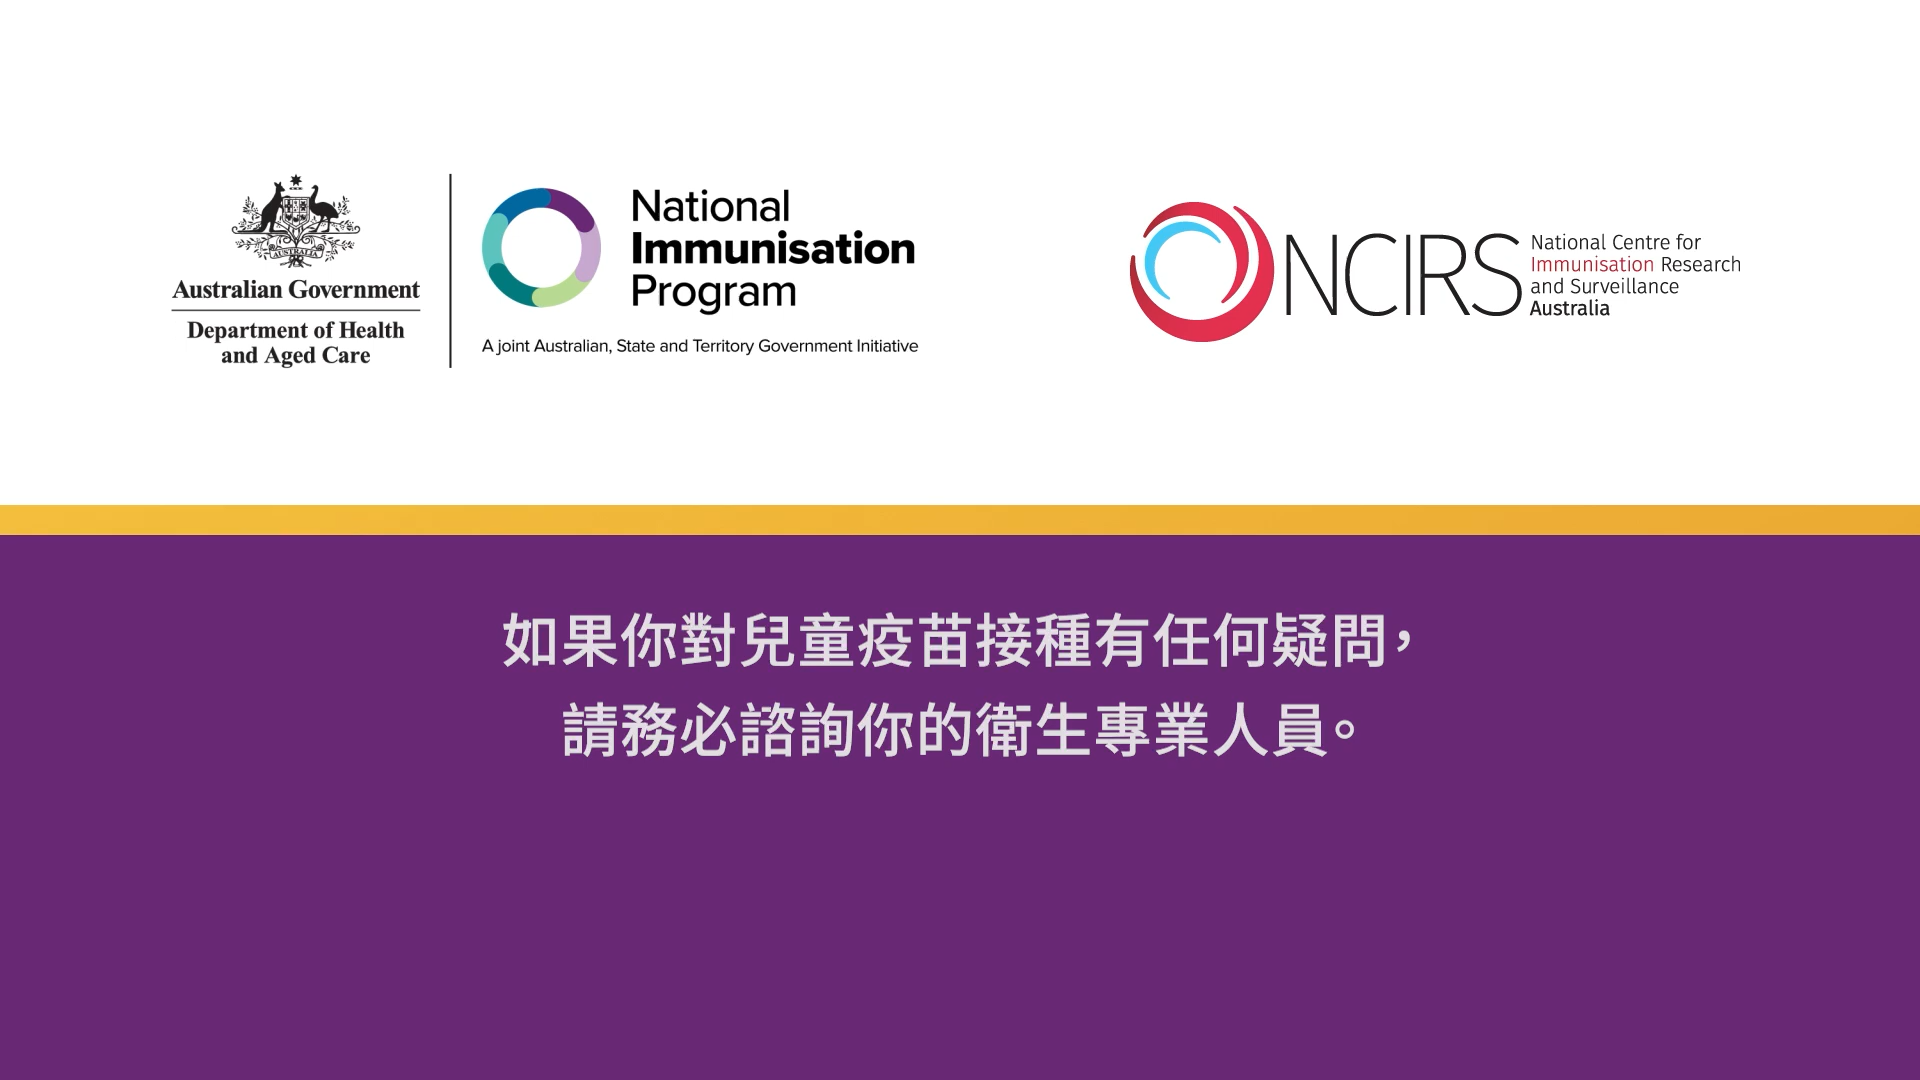 AUSTRALIA
Australian Government
Department of Health
and Aged Care
National
Immunisation
Program
A joint Australian, State and Territory Government Initiative
NCIRS
National Centre for
Immunisation Research
and Surveillance
Australia
如果你對兒童疫苗接種有任何疑問，
請務必諮詢你的衛生專業人員。